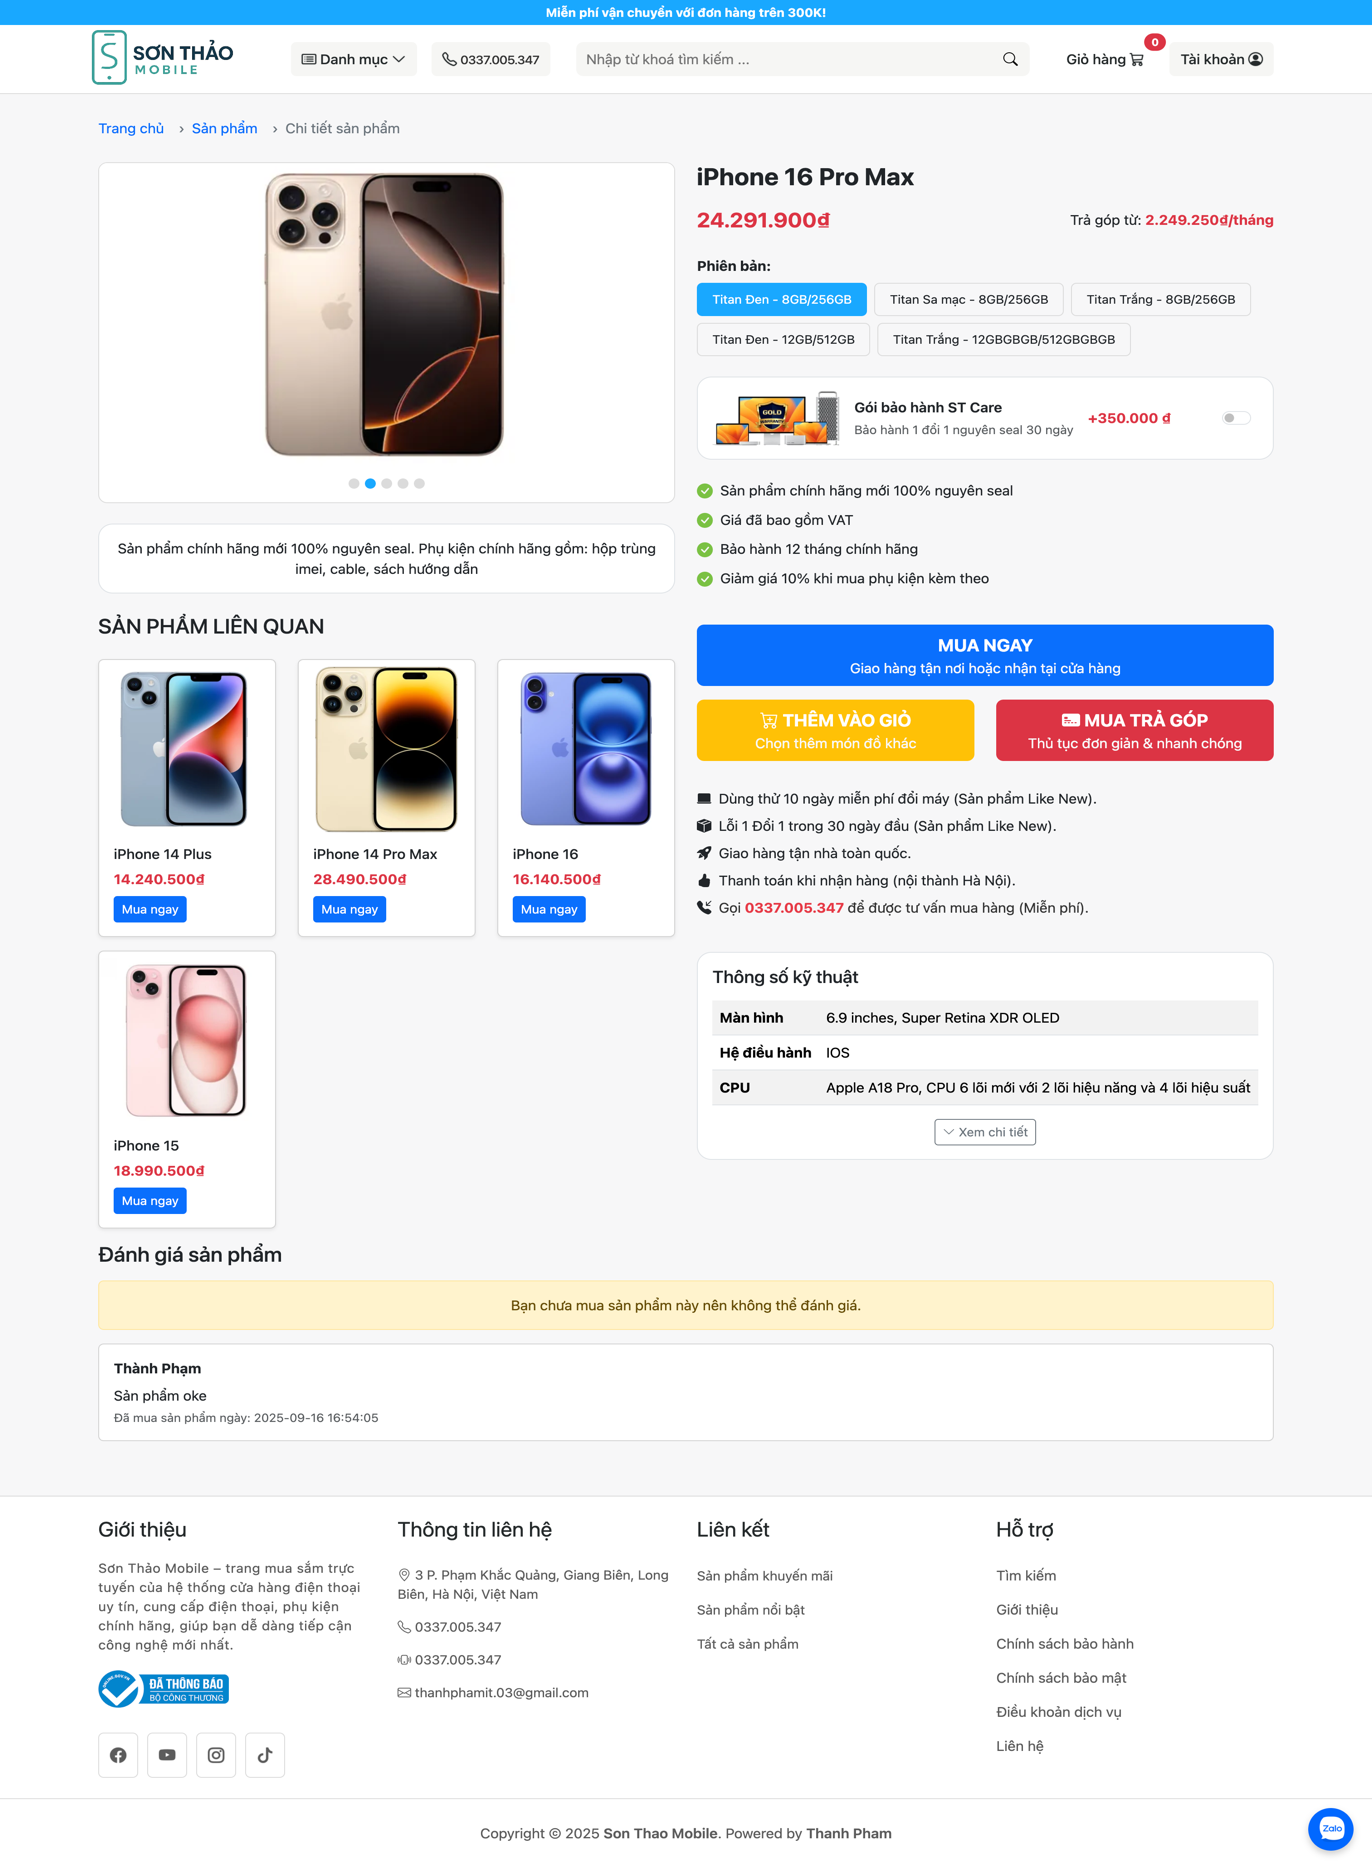 Miễn phí vận chuyển với đơn hàng trên 300K!
SƠN THẢO
MOBILE
Danh mục
0337.005.347
Nhập từ khoá tìm kiếm ...
Giỏ hàng
0
Tài khoản
Trang chủ › Sản phẩm › Chi tiết sản phẩm
iPhone 16 Pro Max
24.291.900₫
Trả góp từ: 2.249.250₫/tháng
Phiên bản:
Titan Đen - 8GB/256GB
Titan Sa mạc - 8GB/256GB
Titan Trắng - 8GB/256GB
Titan Đen - 12GB/512GB
Titan Trắng - 12GBGBGB/512GBGBGB
GOLD
Gói bảo hành ST Care
Bảo hành 1 đổi 1 nguyên seal 30 ngày
+350.000 ₫
Sản phẩm chính hãng mới 100% nguyên seal
Giá đã bao gồm VAT
Bảo hành 12 tháng chính hãng
Giảm giá 10% khi mua phụ kiện kèm theo
MUA NGAY
Giao hàng tận nơi hoặc nhận tại cửa hàng
THÊM VÀO GIỎ
Chọn thêm món đồ khác
MUA TRẢ GÓP
Thủ tục đơn giản & nhanh chóng
Dùng thử 10 ngày miễn phí đổi máy (Sản phẩm Like New).
Lỗi 1 Đổi 1 trong 30 ngày đầu (Sản phẩm Like New).
Giao hàng tận nhà toàn quốc.
Thanh toán khi nhận hàng (nội thành Hà Nội).
Gọi 0337.005.347 để được tư vấn mua hàng (Miễn phí).
Thông số kỹ thuật
Màn hình 6.9 inches, Super Retina XDR OLED
Hệ điều hành IOS
CPU Apple A18 Pro, CPU 6 lõi mới với 2 lõi hiệu năng và 4 lõi hiệu suất
Xem chi tiết
Sản phẩm chính hãng mới 100% nguyên seal. Phụ kiện chính hãng gồm: hộp trùng
imei, cable, sách hướng dẫn
SẢN PHẨM LIÊN QUAN
iPhone 14 Plus
14.240.500₫
Mua ngay
iPhone 14 Pro Max
28.490.500₫
Mua ngay
iPhone 16
16.140.500₫
Mua ngay
iPhone 15
18.990.500₫
Mua ngay
Đánh giá sản phẩm
Bạn chưa mua sản phẩm này nên không thể đánh giá.
Thành Phạm
Sản phẩm oke
Đã mua sản phẩm ngày: 2025-09-16 16:54:05
Giới thiệu
Sơn Thảo Mobile – trang mua sắm trực
tuyến của hệ thống cửa hàng điện thoại
uy tín, cung cấp điện thoại, phụ kiện
chính hãng, giúp bạn dễ dàng tiếp cận
công nghệ mới nhất.
ĐÃ THÔNG BÁO
BỘ CÔNG THƯƠNG
Thông tin liên hệ
3 P. Phạm Khắc Quảng, Giang Biên, Long
Biên, Hà Nội, Việt Nam
0337.005.347
0337.005.347
thanhphamit.03@gmail.com
Liên kết
Sản phẩm khuyến mãi
Sản phẩm nổi bật
Tất cả sản phẩm
Hỗ trợ
Tìm kiếm
Giới thiệu
Chính sách bảo hành
Chính sách bảo mật
Điều khoản dịch vụ
Liên hệ
Copyright © 2025 Son Thao Mobile. Powered by Thanh Pham
Zalo